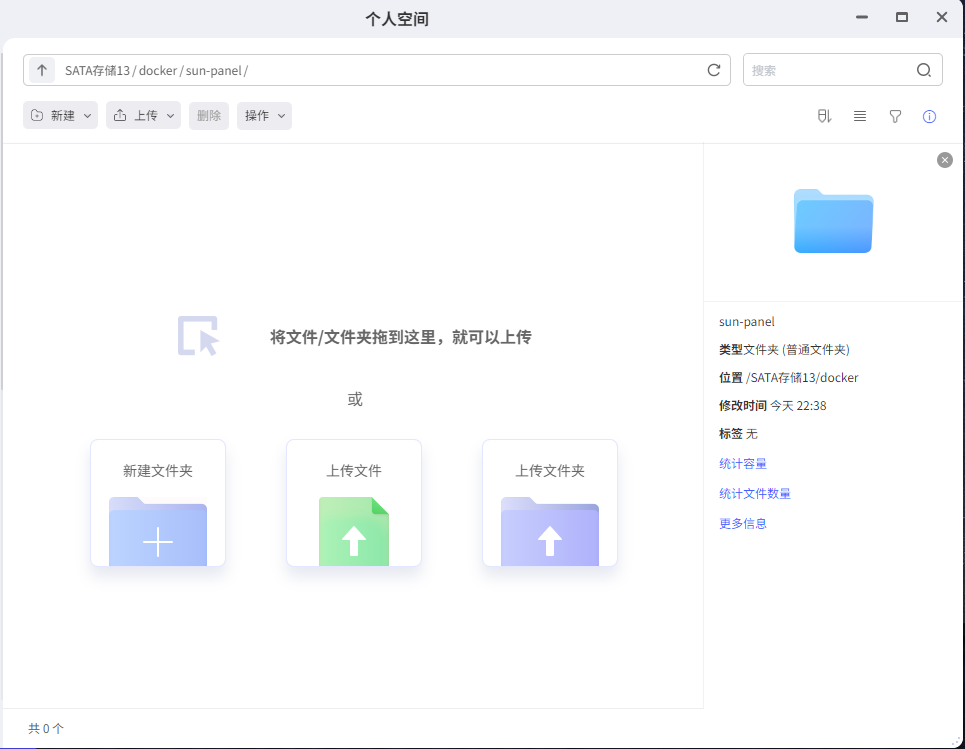 个人空间
SATA存储13 / docker / sun-panel /
搜索
新建 上传 删除 操作
将文件/文件夹拖到这里，就可以上传
或
新建文件夹 上传文件 上传文件夹
sun-panel
类型文件夹 (普通文件夹)
位置 /SATA存储13/docker
修改时间 今天 22:38
标签 无
统计容量
统计文件数量
更多信息
共 0 个